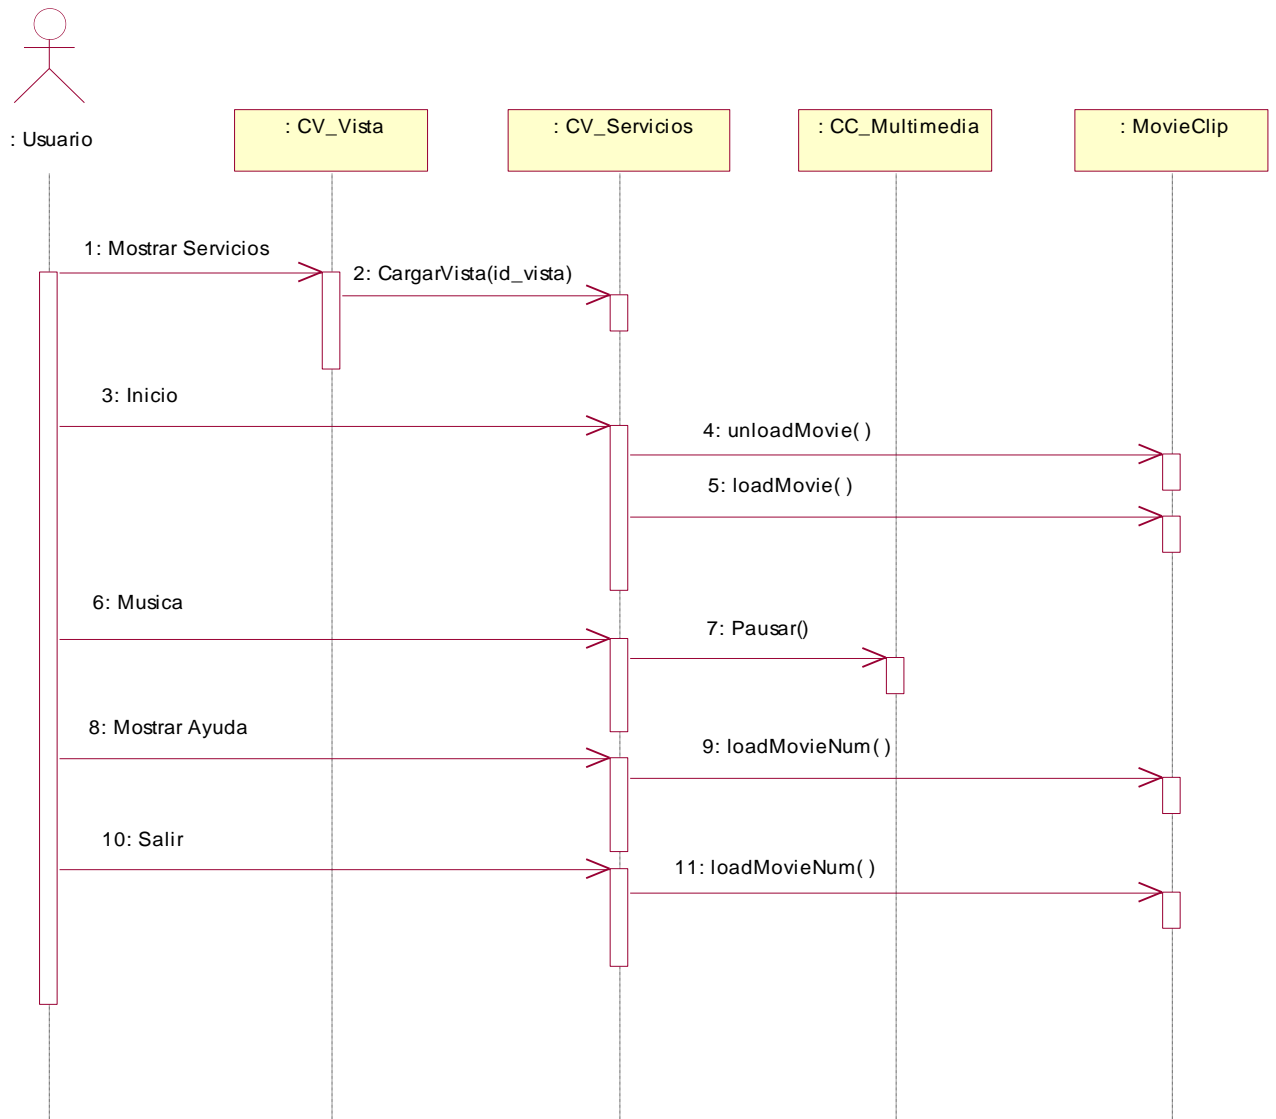 : Usuario
: CV_Vista
: CV_Servicios
: CC_Multimedia
: MovieClip
1: Mostrar Servicios
2: CargarVista(id_vista)
3: Inicio
4: unloadMovie( )
5: loadMovie( )
6: Musica
7: Pausar()
8: Mostrar Ayuda
9: loadMovieNum( )
10: Salir
11: loadMovieNum( )